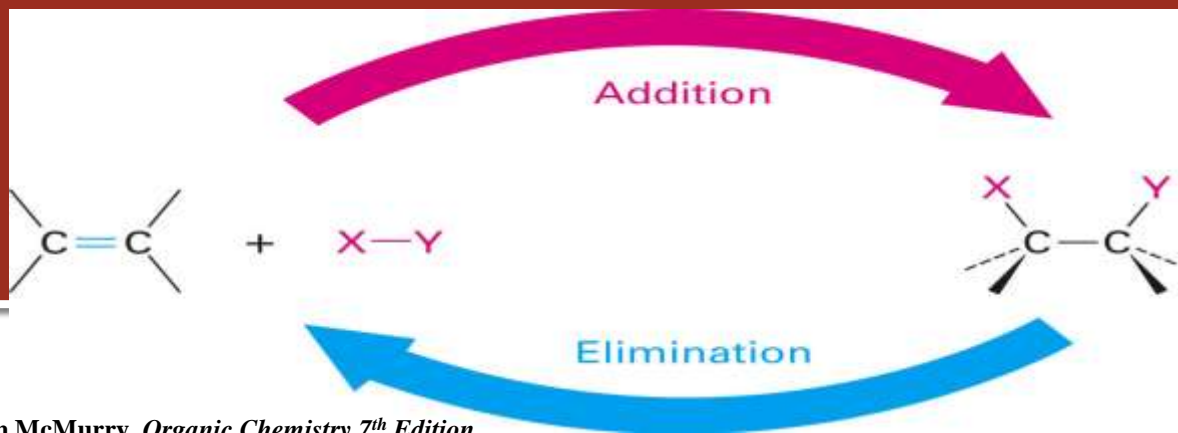 Addition
X Y
C=C + X—Y C—C
Elimination
McMurry, Organic Chemistry 7th Edition